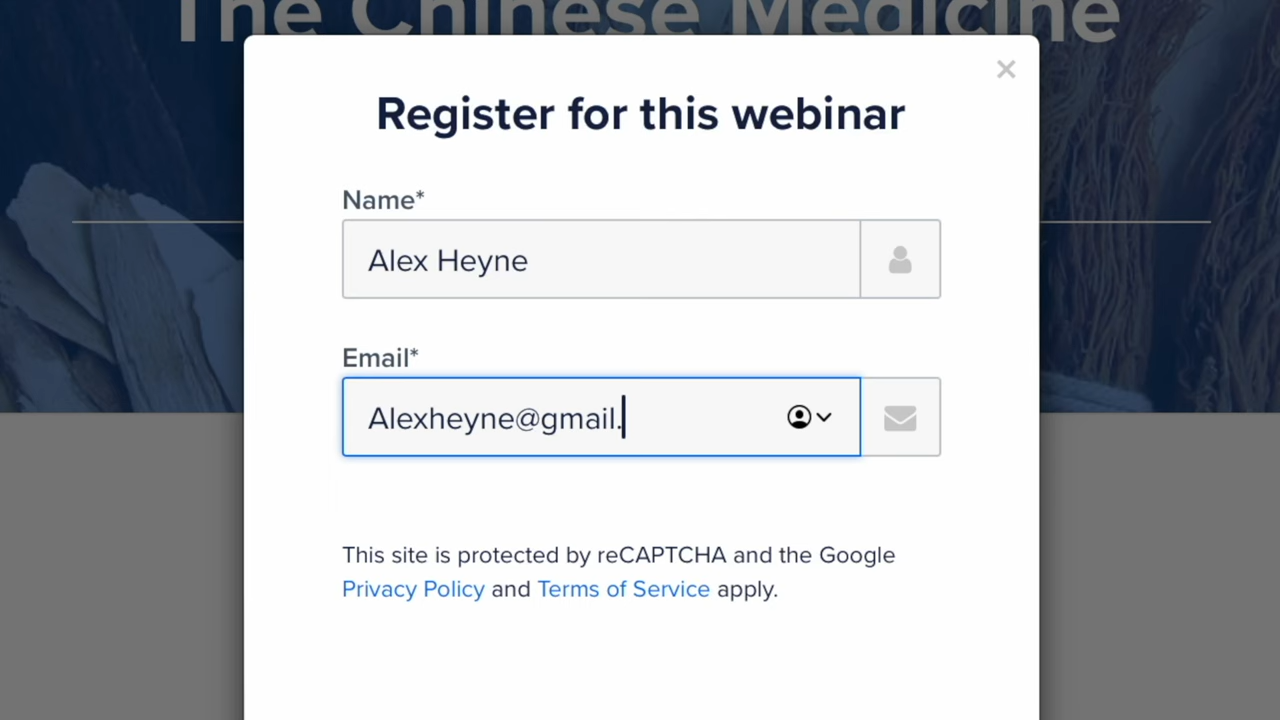 The Chinese Medicine
Register for this webinar
Name*
Alex Heyne
Email*
Alexheyne@gmail.
This site is protected by reCAPTCHA and the Google
Privacy Policy and Terms of Service apply.